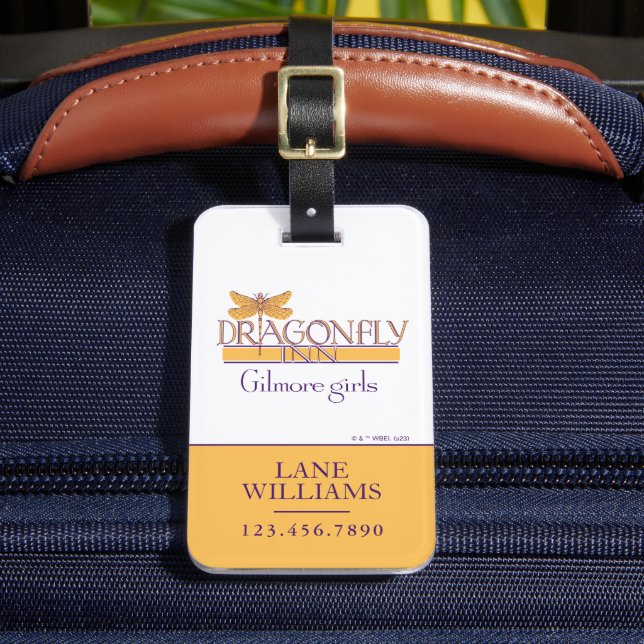 DRAGONFLY
INN
Gilmore girls
© & ™ WBEI. (s23)
LANE
WILLIAMS
123.456.7890